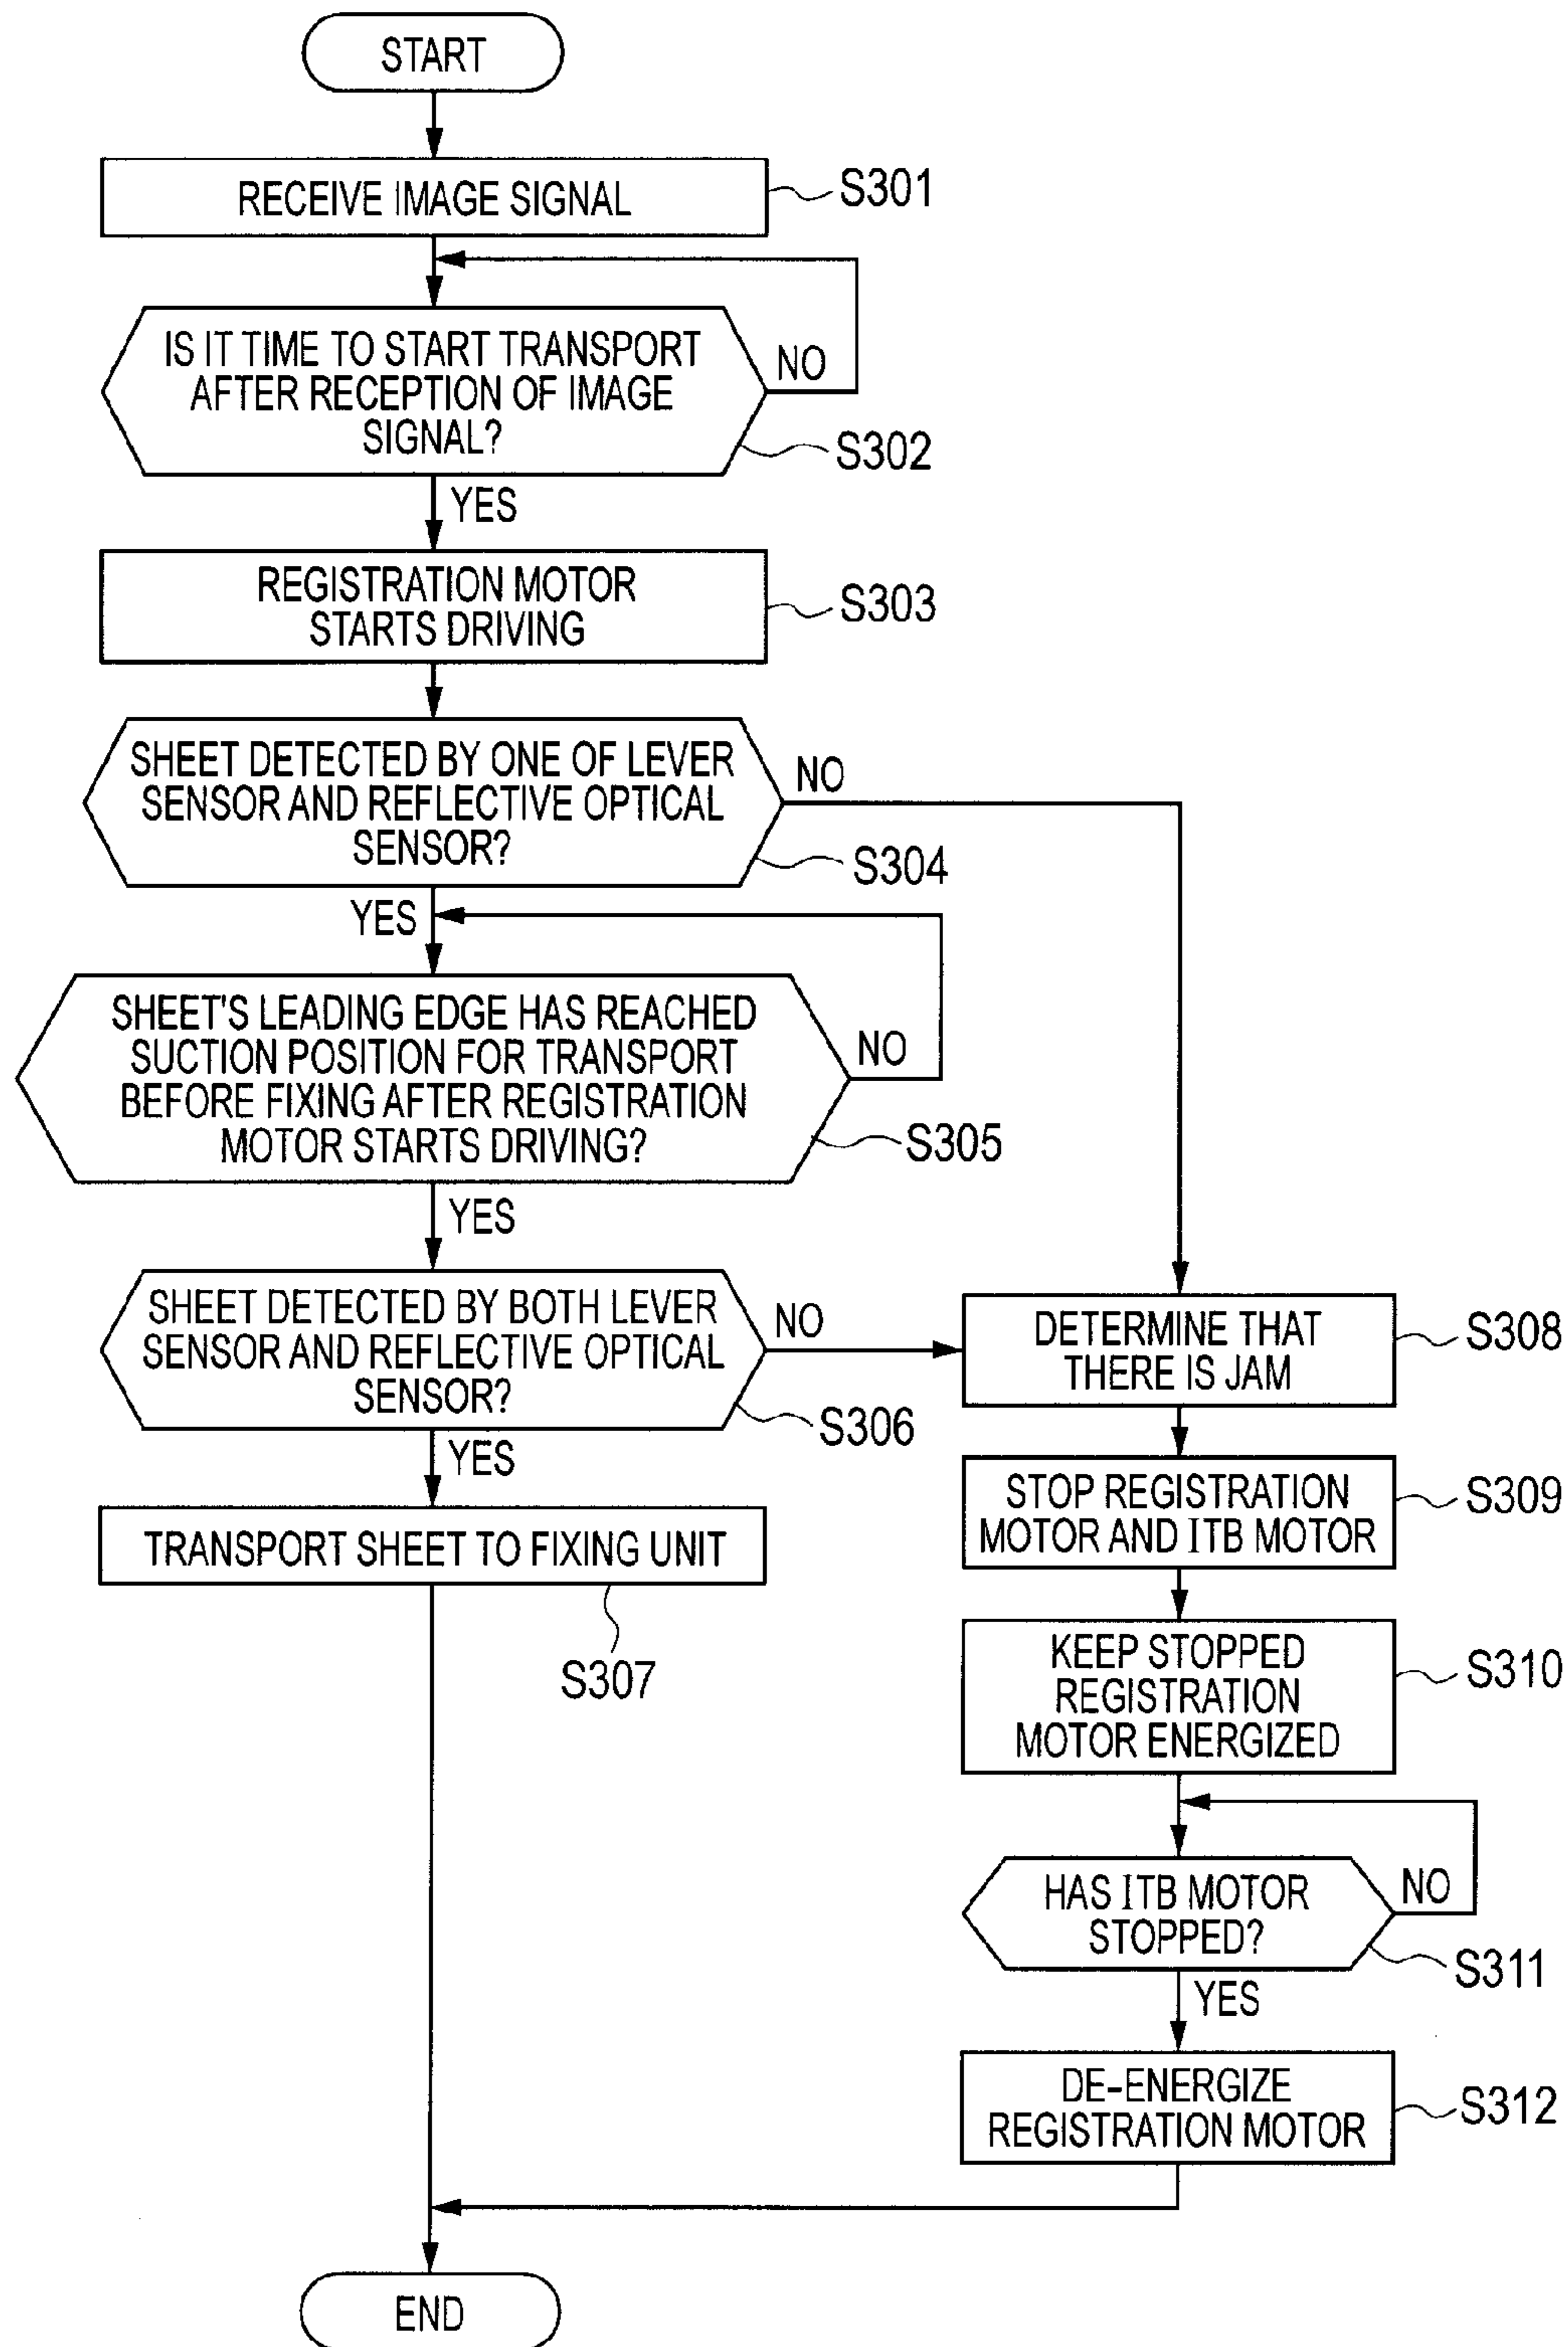 START
RECEIVE IMAGE SIGNAL
S301
IS IT TIME TO START TRANSPORT
AFTER RECEPTION OF IMAGE
SIGNAL?
NO
S302
YES
REGISTRATION MOTOR
STARTS DRIVING
S303
SHEET DETECTED BY ONE OF LEVER
SENSOR AND REFLECTIVE OPTICAL
SENSOR?
NO
S304
YES
SHEET'S LEADING EDGE HAS REACHED
SUCTION POSITION FOR TRANSPORT
BEFORE FIXING AFTER REGISTRATION
MOTOR STARTS DRIVING?
NO
S305
YES
SHEET DETECTED BY BOTH LEVER
SENSOR AND REFLECTIVE OPTICAL
SENSOR?
NO
S306
YES
TRANSPORT SHEET TO FIXING UNIT
S307
DETERMINE THAT
THERE IS JAM
S308
STOP REGISTRATION
MOTOR AND ITB MOTOR
S309
KEEP STOPPED
REGISTRATION
MOTOR ENERGIZED
S310
HAS ITB MOTOR
STOPPED?
NO
S311
YES
DE-ENERGIZE
REGISTRATION MOTOR
S312
END